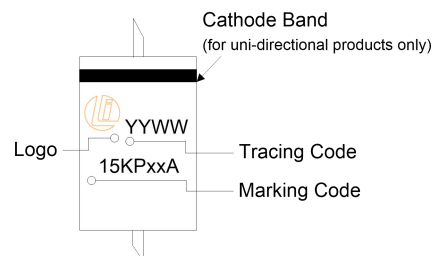 Cathode Band
(for uni-directional products only)
YYWW
Logo
Tracing Code
15KPxxA
Marking Code